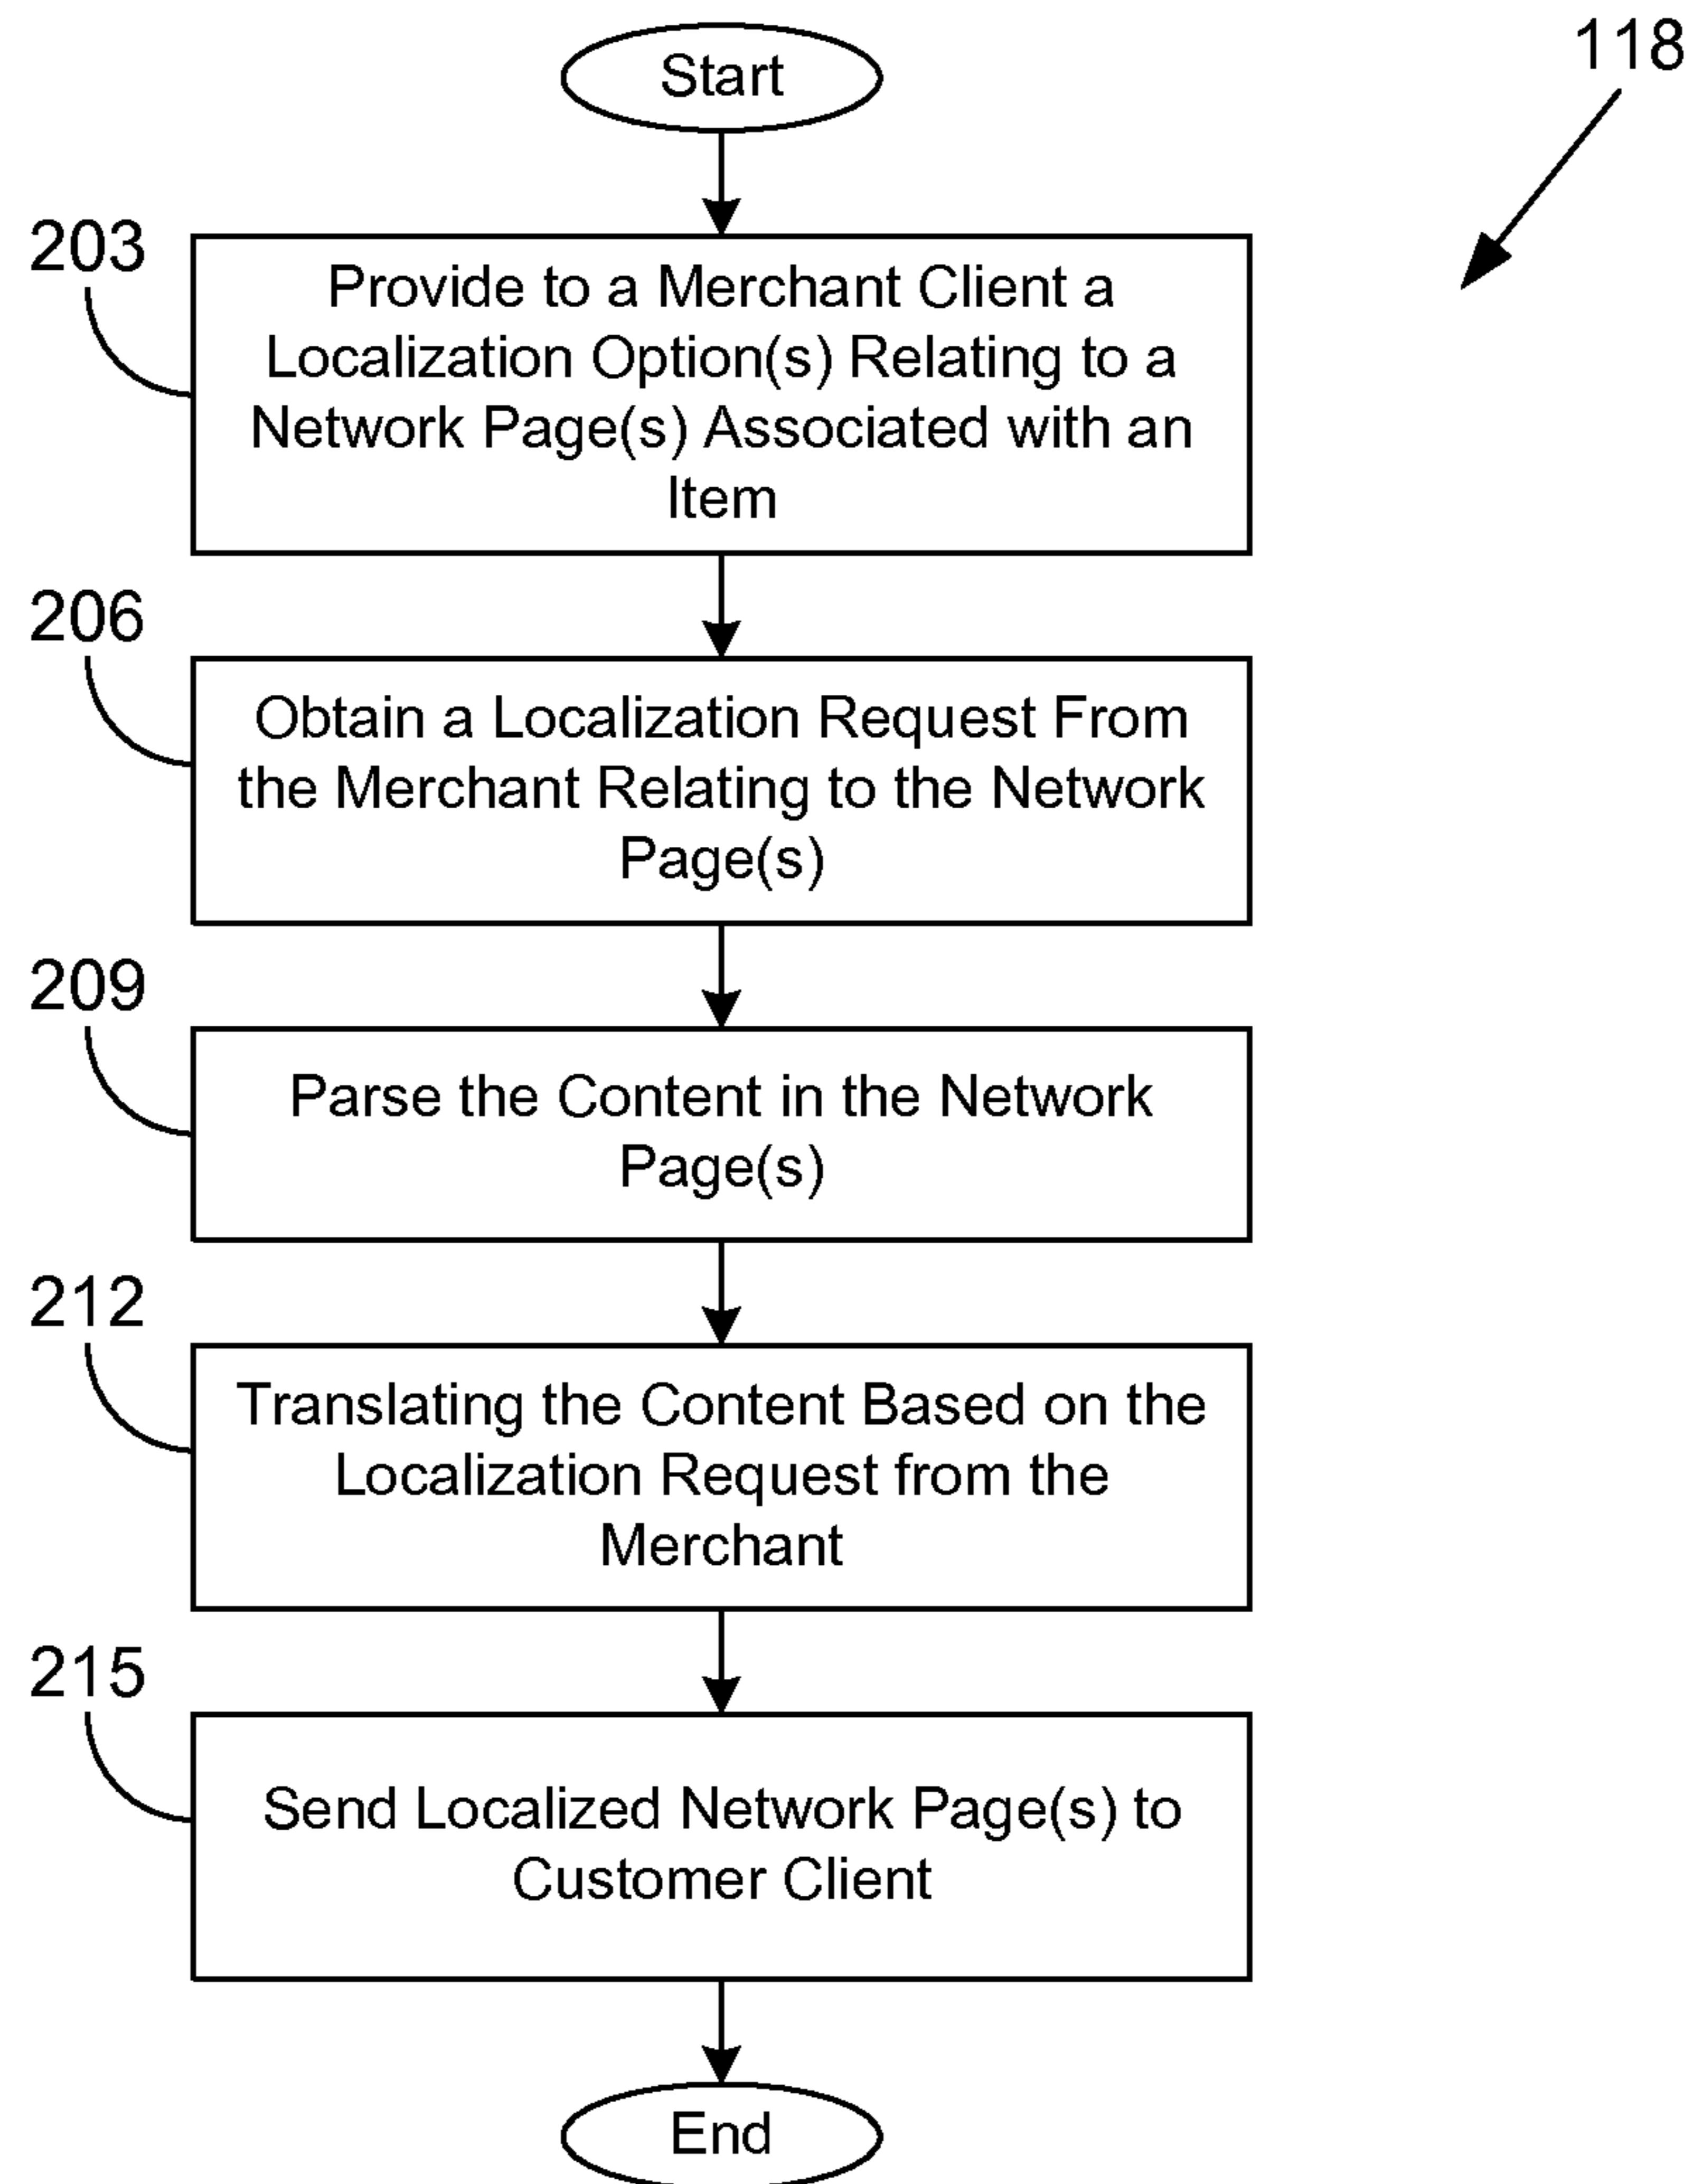 Start
118
203
Provide to a Merchant Client a
Localization Option(s) Relating to a
Network Page(s) Associated with an
Item
206
Obtain a Localization Request From
the Merchant Relating to the Network
Page(s)
209
Parse the Content in the Network
Page(s)
212
Translating the Content Based on the
Localization Request from the
Merchant
215
Send Localized Network Page(s) to
Customer Client
End